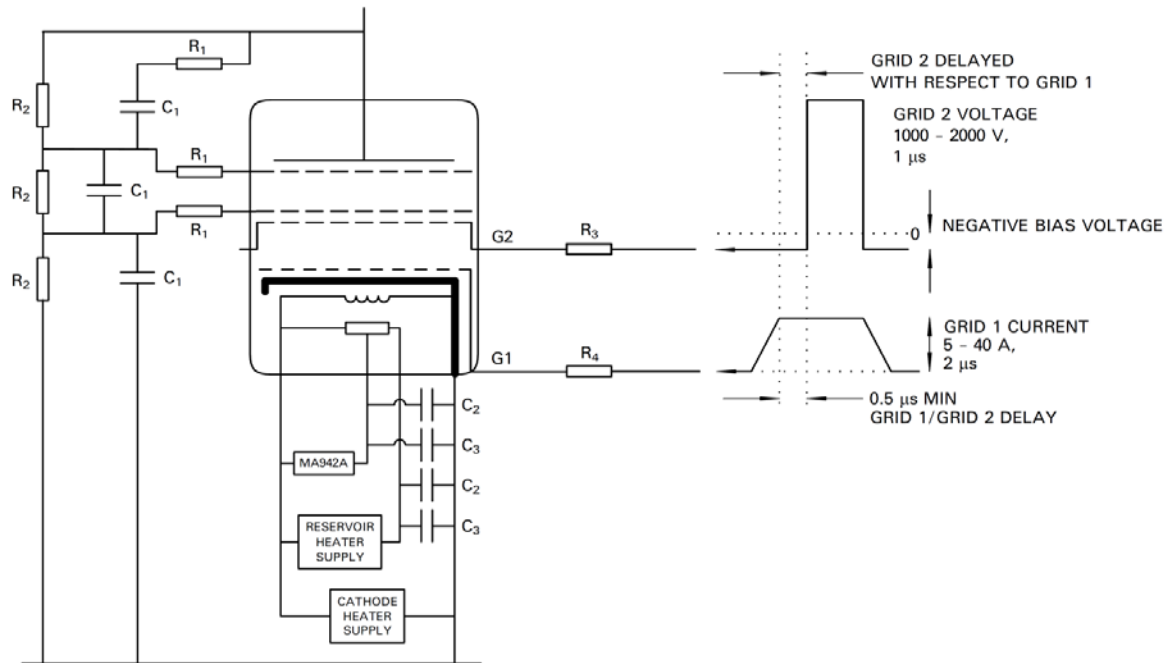 R1
R2
C1
R1
R2
C1
R1
R2
C1
G2
R3
G1
R4
C2
C3
MA942A
C2
C3
RESERVOIR
HEATER
SUPPLY
CATHODE
HEATER
SUPPLY
GRID 2 DELAYED
WITH RESPECT TO GRID 1
GRID 2 VOLTAGE
1000 – 2000 V,
1 µs
0
NEGATIVE BIAS VOLTAGE
GRID 1 CURRENT
5 – 40 A,
2 µs
0.5 µs MIN
GRID 1/GRID 2 DELAY